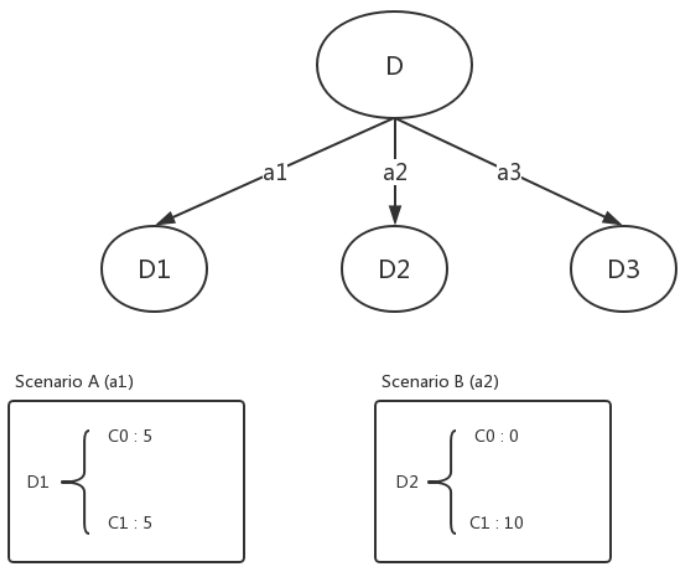 D
a1 a2 a3
D1 D2 D3
Scenario A (a1)
C0 : 5
D1
C1 : 5
Scenario B (a2)
C0 : 0
D2
C1 : 10